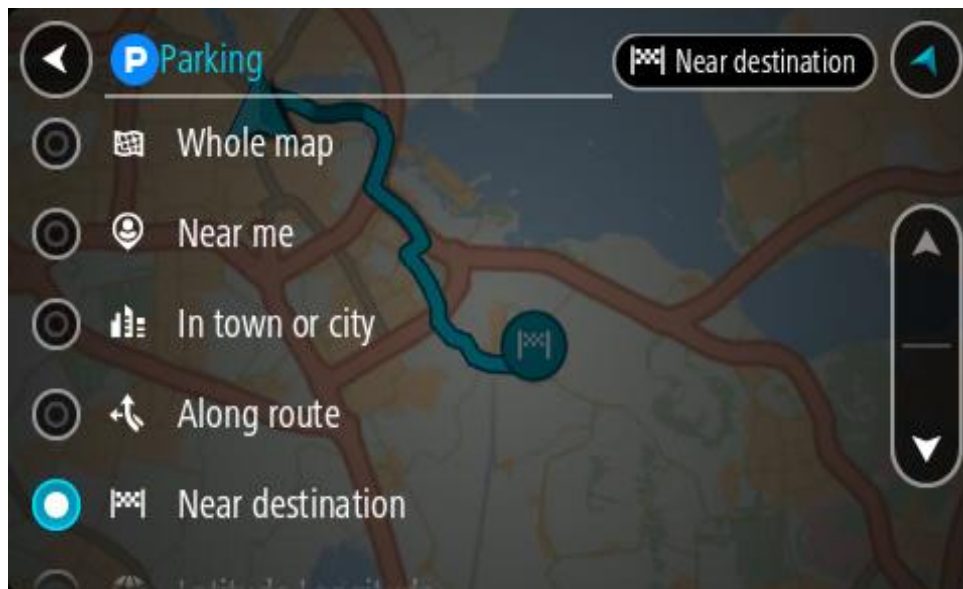 P Parking
Near destination
Whole map
Near me
In town or city
Along route
Near destination